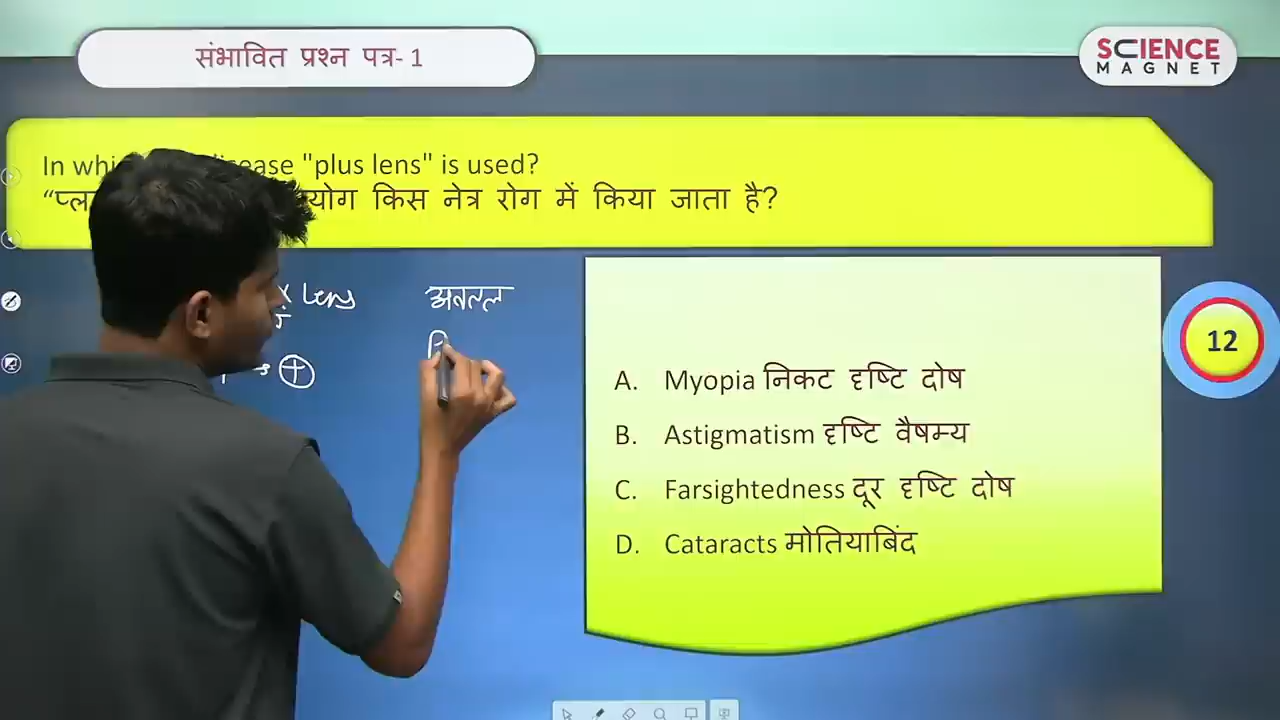 संभावित प्रश्न पत्र- 1
SCIENCE
MAGNET
In whi isease "plus lens" is used?
“प्ल योग किस नेत्र रोग में किया जाता है?
x Lens
अवतल
+
12
A. Myopia निकट दृष्टि दोष
B. Astigmatism दृष्टि वैषम्य
C. Farsightedness दूर दृष्टि दोष
D. Cataracts मोतियाबिंद